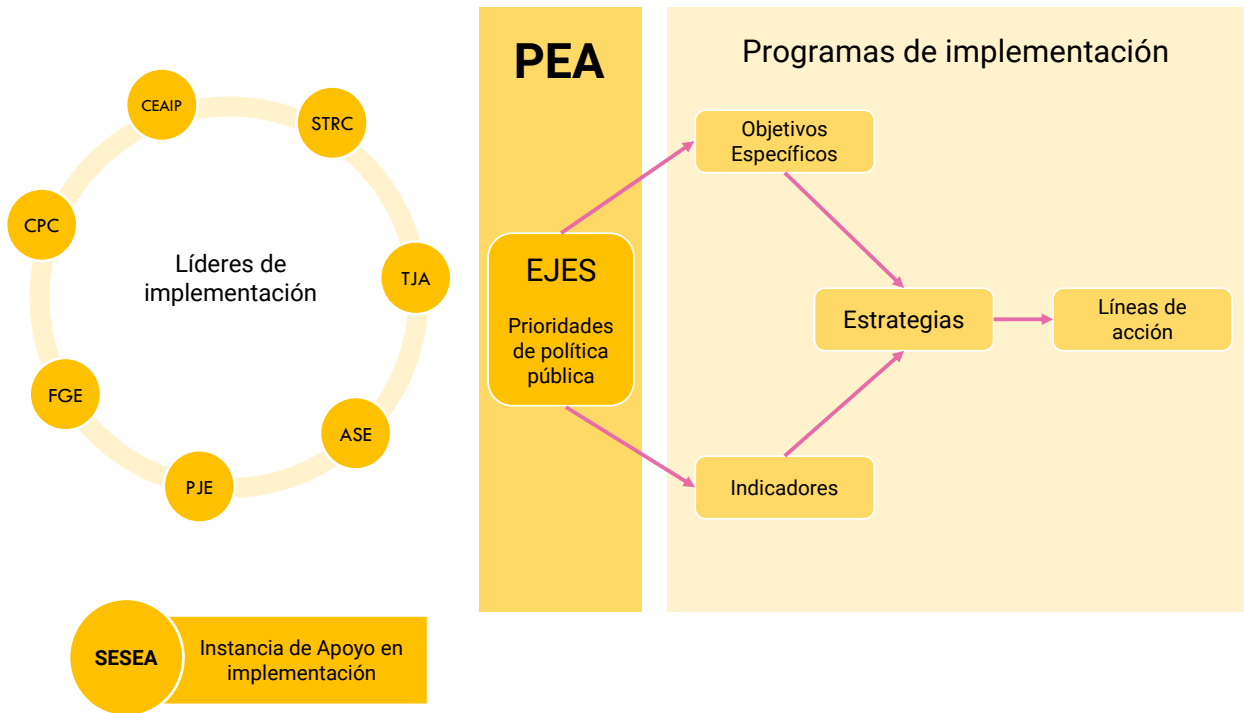 CEAIP
STRC
CPC
TJA
Líderes de
implementación
FGE
ASE
PJE
SESEA
Instancia de Apoyo en
implementación
PEA
EJES
Prioridades
de política
pública
Programas de implementación
Objetivos
Específicos
Estrategias
Líneas de
acción
Indicadores